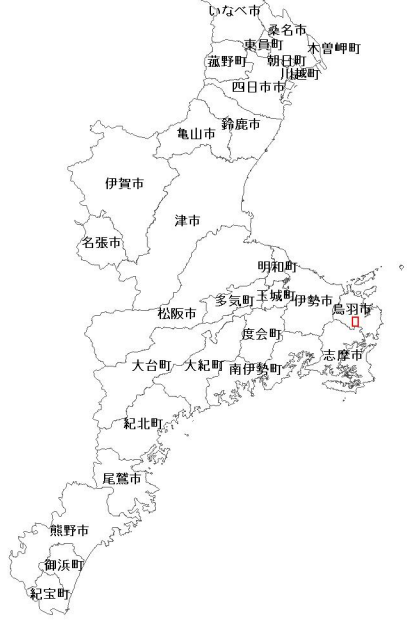 いなべ市
桑名市
東員町
木曽岬町
菰野町
朝日町
川越町
四日市市
鈴鹿市
亀山市
伊賀市
津市
名張市
明和町
多気町
玉城町
伊勢市
鳥羽市
松阪市
度会町
志摩市
大台町
大紀町
南伊勢町
紀北町
尾鷲市
熊野市
御浜町
紀宝町